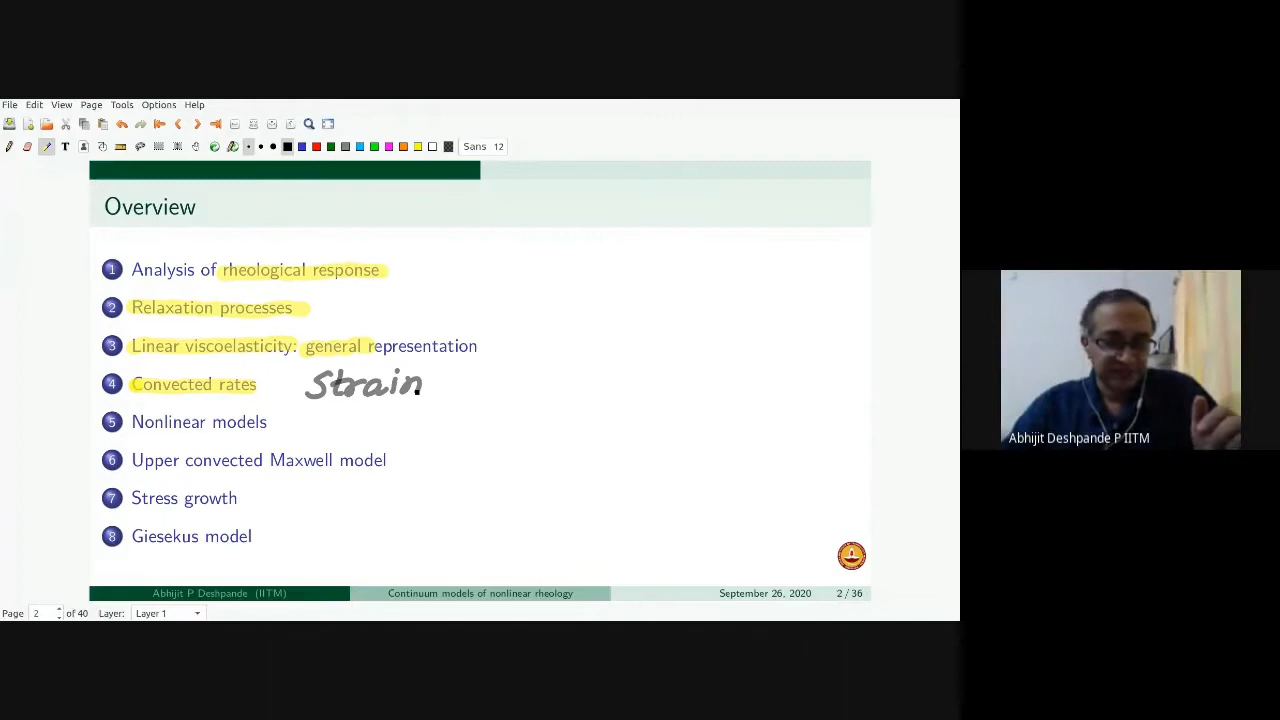 File Edit View Page Tools Options Help
Sans 12
Overview
1 Analysis of rheological response
2 Relaxation processes
3 Linear viscoelasticity: general representation
4 Convected rates Strain
5 Nonlinear models
6 Upper convected Maxwell model
7 Stress growth
8 Giesekus model
Abhijit P Deshpande (IITM) Continuum models of nonlinear rheology September 26, 2020 2 / 36
Page 2 of 40 Layer: Layer 1
Abhijit Deshpande P IITM